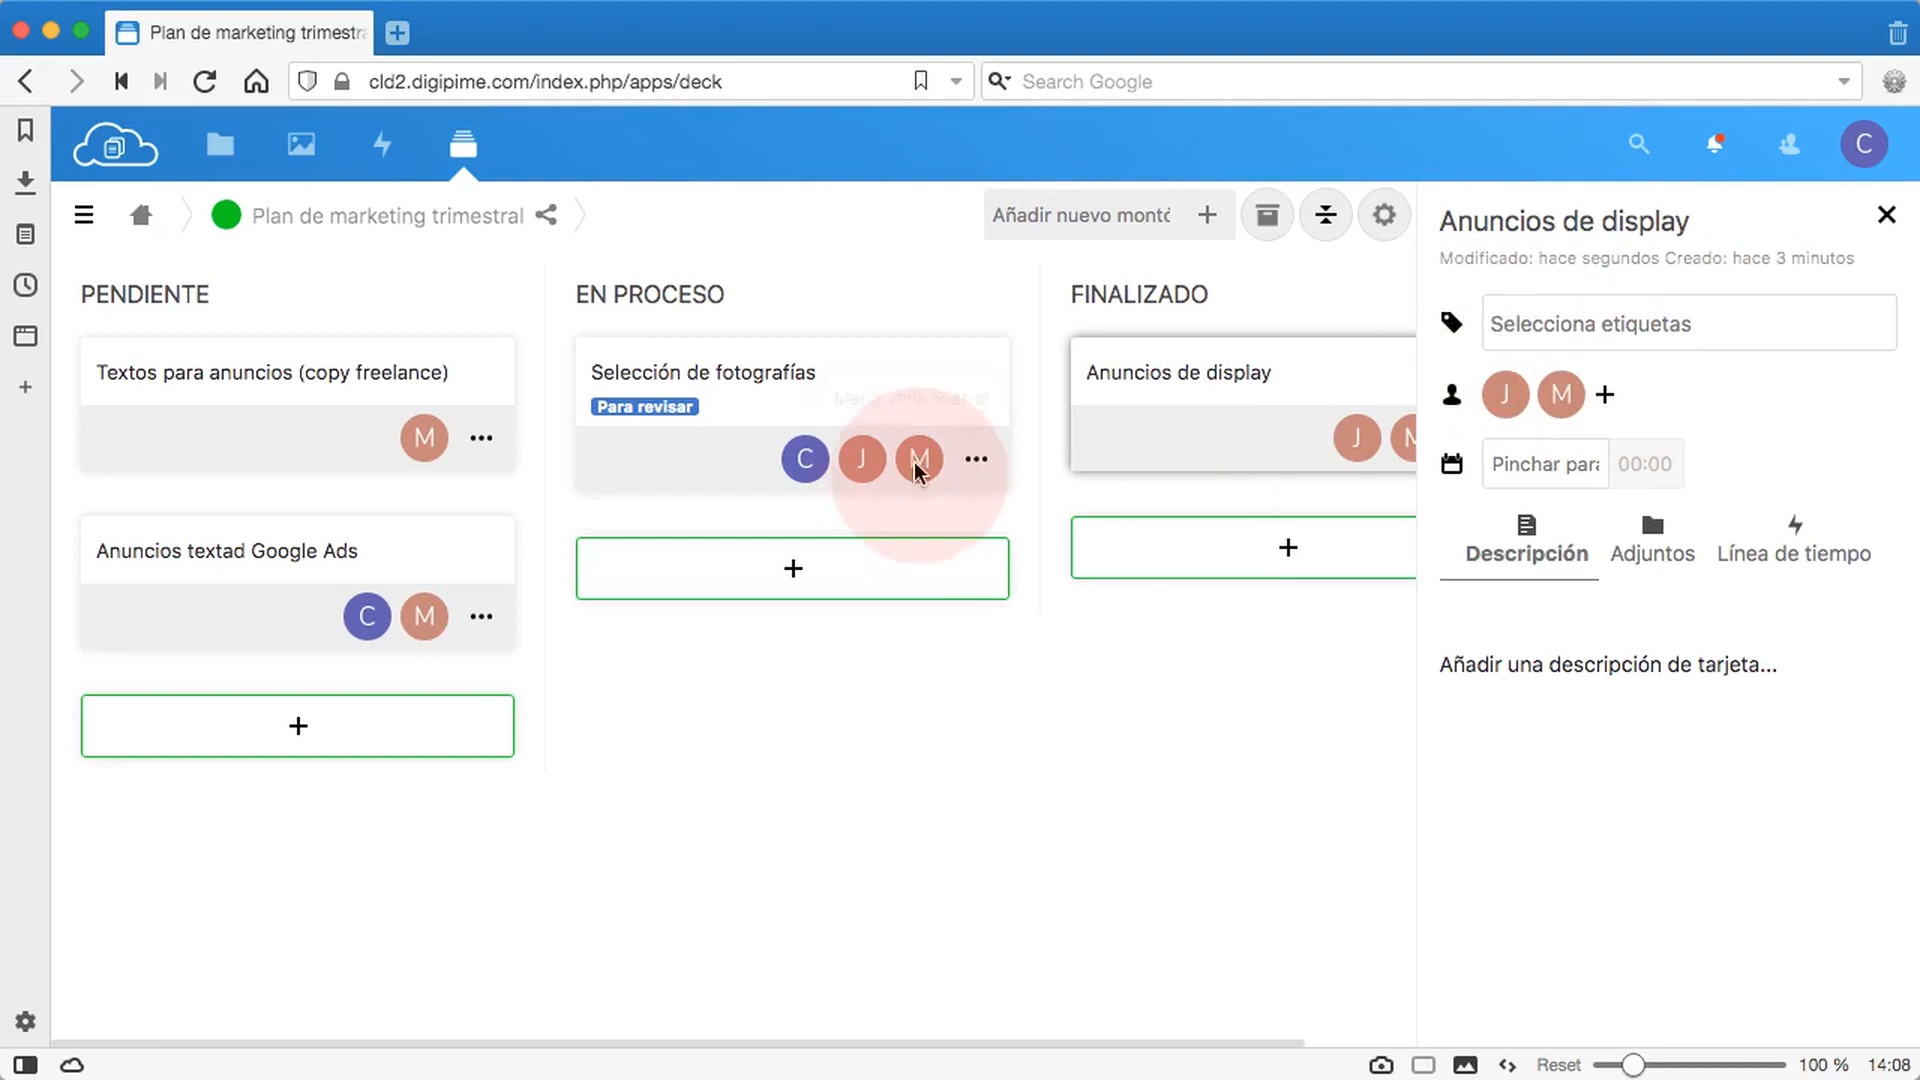 Plan de marketing trimestr
cld2.digipime.com/index.php/apps/deck
Search Google
C
Plan de marketing trimestral
Añadir nuevo montó
Anuncios de display
Modificado: hace segundos Creado: hace 3 minutos
PENDIENTE
EN PROCESO
FINALIZADO
Selecciona etiquetas
Textos para anuncios (copy freelance)
M
Selección de fotografías
Para revisar
C J M
Anuncios de display
J M
J M
Pinchar para 00:00
Descripción Adjuntos Línea de tiempo
Anuncios textad Google Ads
C M
Añadir una descripción de tarjeta...
Reset 100 % 14:08